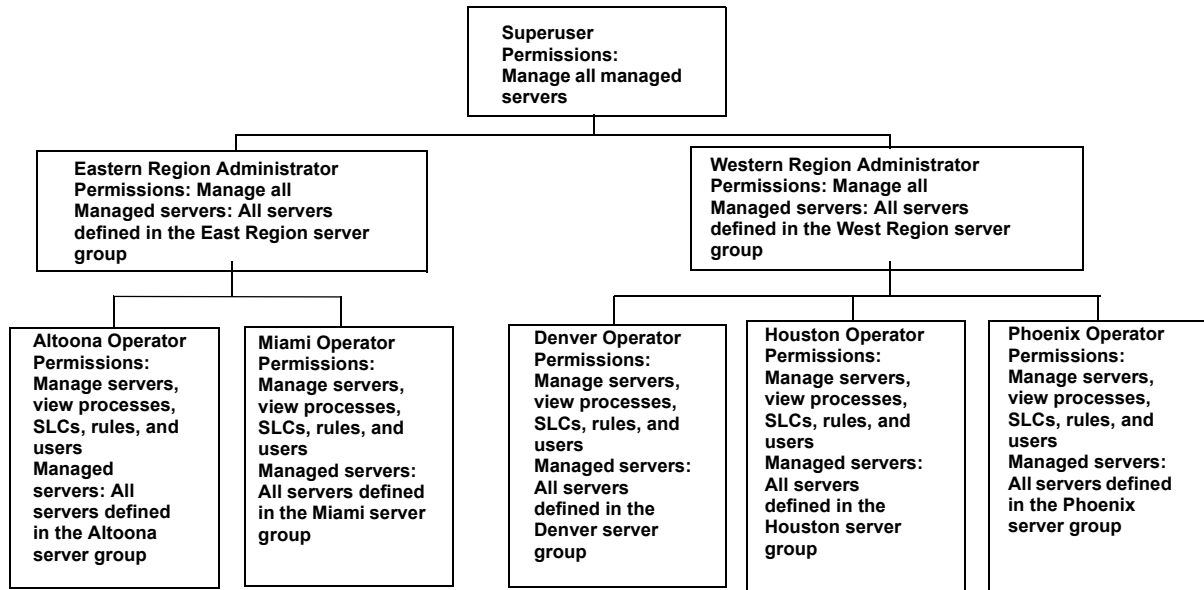 Superuser
Permissions:
Manage all managed
servers
Eastern Region Administrator
Permissions: Manage all
Managed servers: All servers
defined in the East Region server
group
Western Region Administrator
Permissions: Manage all
Managed servers: All servers
defined in the West Region server
group
Altoona Operator
Permissions:
Manage servers,
view processes,
SLCs, rules, and
users
Managed
servers: All
servers defined
in the Altoona
server group
Miami Operator
Permissions:
Manage servers,
view processes,
SLCs, rules, and
users
Managed servers:
All servers defined
in the Miami server
group
Denver Operator
Permissions:
Manage servers,
view processes,
SLCs, rules, and
users
Managed servers:
All servers
defined in the
Denver server
group
Houston Operator
Permissions:
Manage servers,
view processes,
SLCs, rules, and
users
Managed servers:
All servers
defined in the
Houston server
group
Phoenix Operator
Permissions:
Manage servers,
view processes,
SLCs, rules, and
users
Managed servers:
All servers defined
in the Phoenix
server group